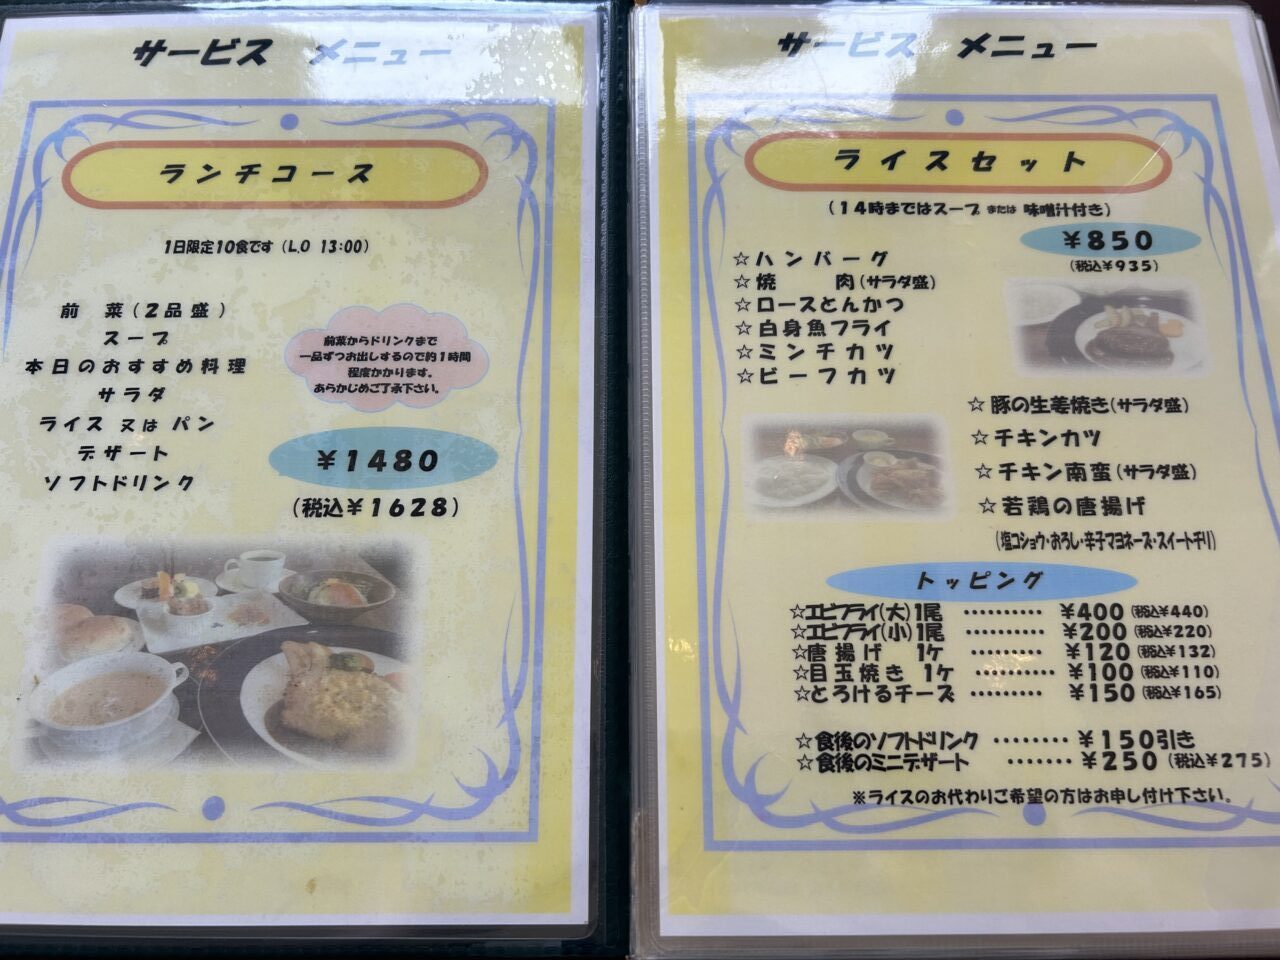 サービス メニュー
ランチコース
1日限定10食です（L.O 13:00）
前 菜（2品盛）
スープ
本日のおすすめ料理
サラダ
ライス 又は パン
デザート
ソフトドリンク
前菜からドリンクまで
一品ずつお出しするので約1時間
程度かかります。
あらかじめご了承下さい。
¥1480
（税込¥1628）
サービス メニュー
ライスセット
（14時まではスープ または 味噌汁付き）
¥850
（税込¥935）
☆ハンバーグ
☆焼 肉（サラダ盛）
☆ロースとんかつ
☆白身魚フライ
☆ミンチカツ
☆ビーフカツ
☆豚の生姜焼き（サラダ盛）
☆チキンカツ
☆チキン南蛮（サラダ盛）
☆若鶏の唐揚げ
（塩コショウ・おろし・辛子マヨネーズ・スイートチリ）
トッピング
☆エビフライ（大）1尾 ………… ¥400（税込¥440）
☆エビフライ（小）1尾 ………… ¥200（税込¥220）
☆唐揚げ 1ケ ………… ¥120（税込¥132）
☆目玉焼き 1ケ ………… ¥100（税込¥110）
☆とろけるチーズ ………… ¥150（税込¥165）
☆食後のソフトドリンク ……… ¥150引き
☆食後のミニデザート ……… ¥250（税込¥275）
※ライスのお代わりご希望の方はお申し付け下さい。